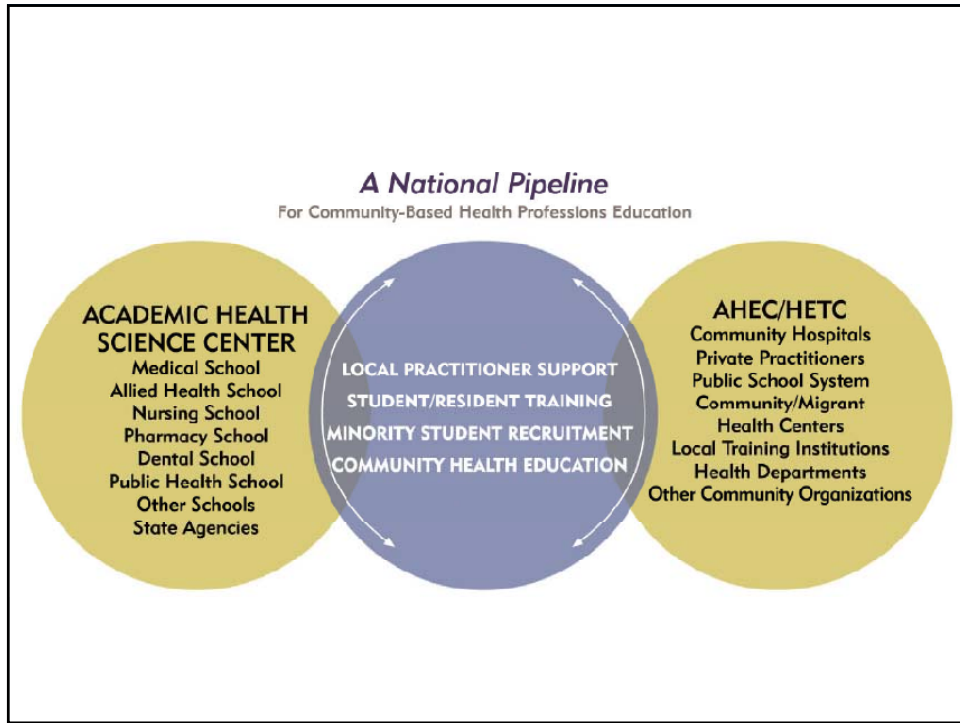 A National Pipeline
For Community-Based Health Professions Education
ACADEMIC HEALTH
SCIENCE CENTER
Medical School
Allied Health School
Nursing School
Pharmacy School
Dental School
Public Health School
Other Schools
State Agencies
LOCAL PRACTITIONER SUPPORT
STUDENT/RESIDENT TRAINING
MINORITY STUDENT RECRUITMENT
COMMUNITY HEALTH EDUCATION
AHEC/HETC
Community Hospitals
Private Practitioners
Public School System
Community/Migrant
Health Centers
Local Training Institutions
Health Departments
Other Community Organizations